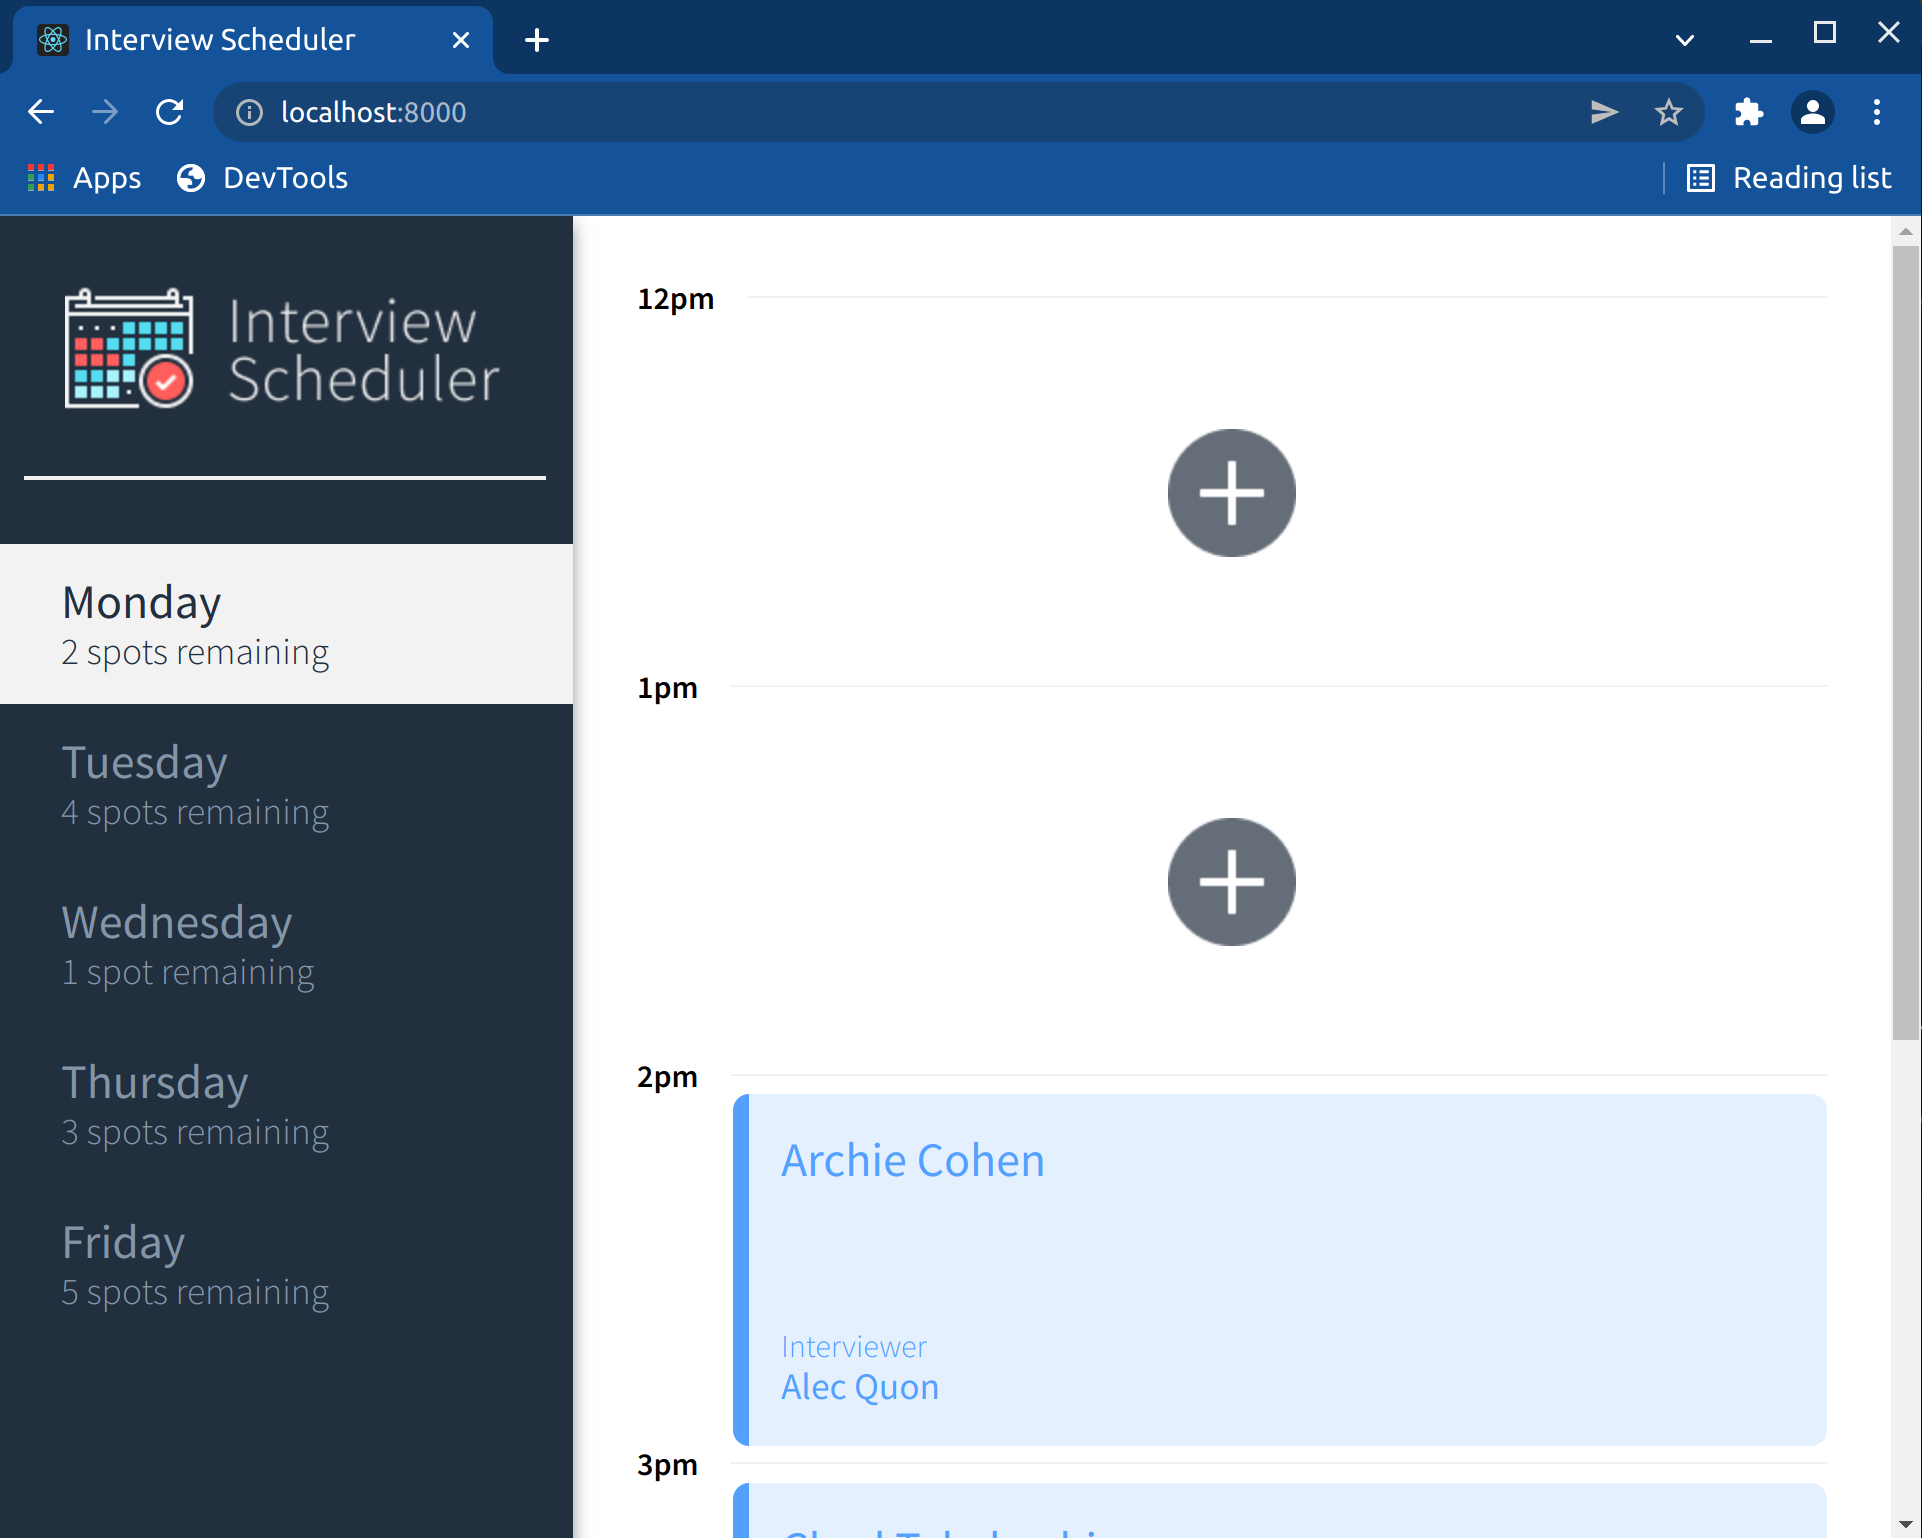 Interview Scheduler
localhost:8000
Apps
DevTools
Reading list
Interview
Scheduler
Monday
2 spots remaining
Tuesday
4 spots remaining
Wednesday
1 spot remaining
Thursday
3 spots remaining
Friday
5 spots remaining
12pm
1pm
2pm
Archie Cohen
Interviewer
Alec Quon
3pm